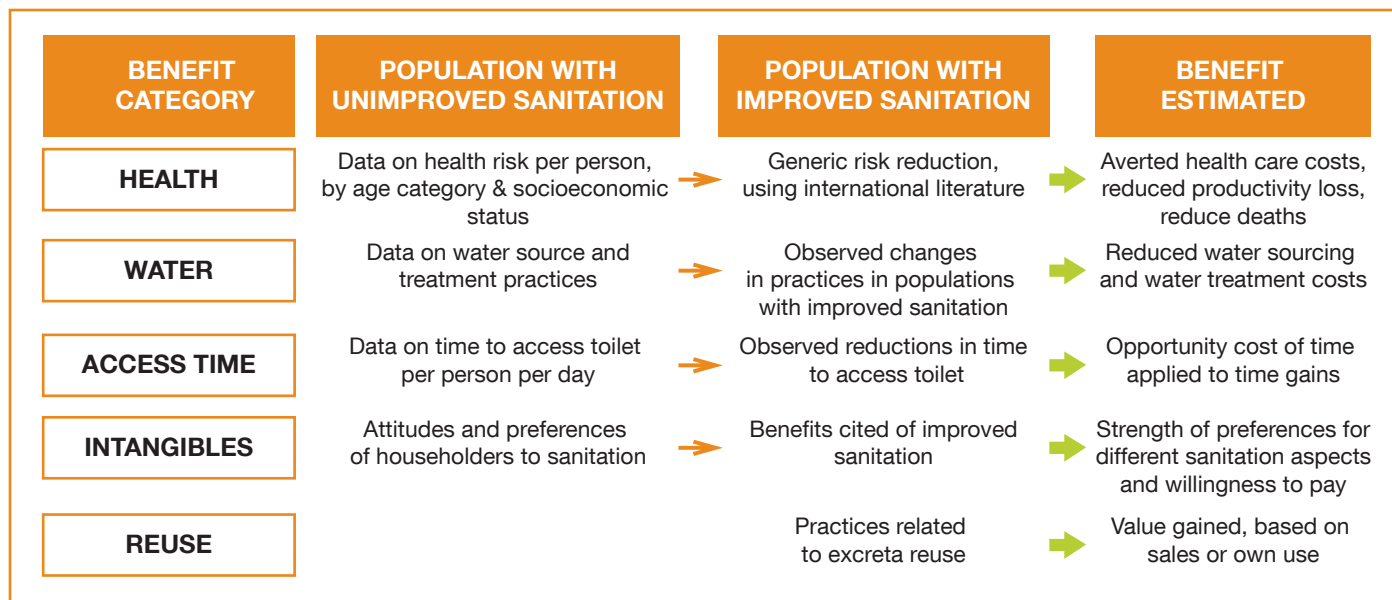 BENEFIT
CATEGORY
POPULATION WITH
UNIMPROVED SANITATION
POPULATION WITH
IMPROVED SANITATION
BENEFIT
ESTIMATED
HEALTH
Data on health risk per person,
by age category & socioeconomic
status
Generic risk reduction,
using international literature
Averted health care costs,
reduced productivity loss,
reduce deaths
WATER
Data on water source and
treatment practices
Observed changes
in practices in populations
with improved sanitation
Reduced water sourcing
and water treatment costs
ACCESS TIME
Data on time to access toilet
per person per day
Observed reductions in time
to access toilet
Opportunity cost of time
applied to time gains
INTANGIBLES
Attitudes and preferences
of householders to sanitation
Benefits cited of improved
sanitation
Strength of preferences for
different sanitation aspects
and willingness to pay
REUSE
Practices related
to excreta reuse
Value gained, based on
sales or own use